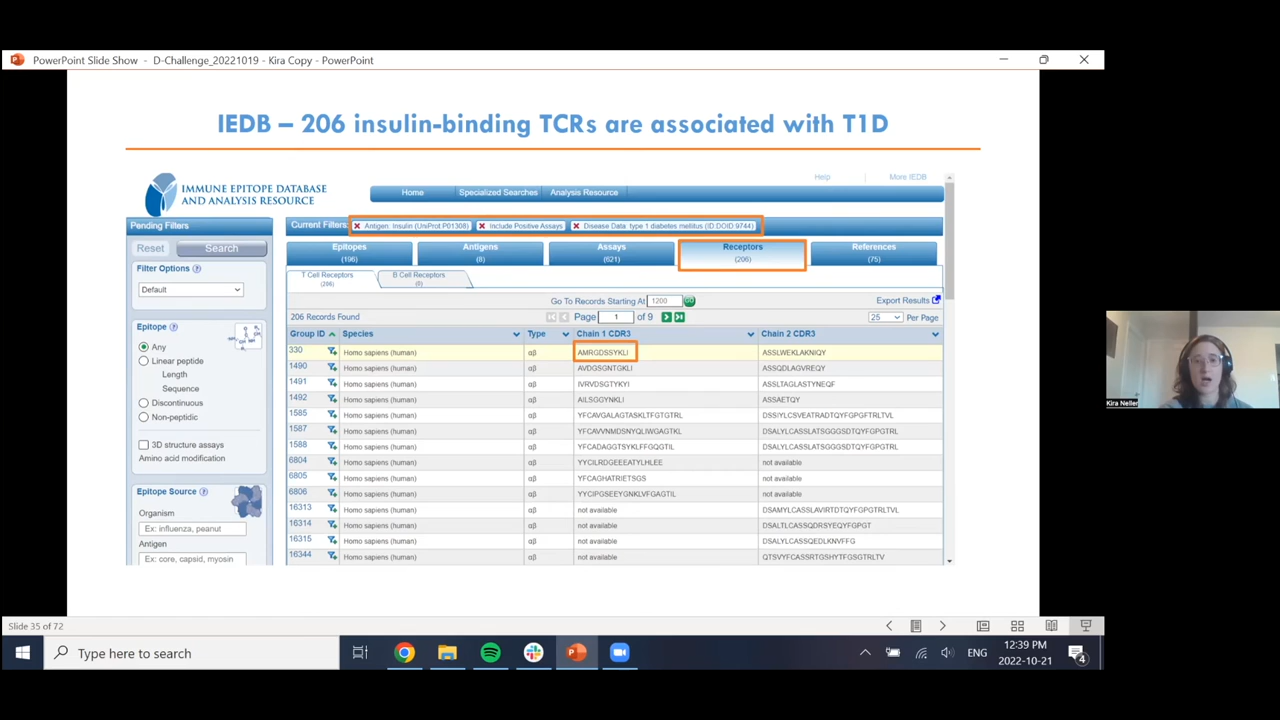 PowerPoint Slide Show - D-Challenge_20221019 - Kira Copy - PowerPoint
IEDB – 206 insulin-binding TCRs are associated with T1D
Help More IEDB
IMMUNE EPITOPE DATABASE
AND ANALYSIS RESOURCE
Home Specialized Searches Analysis Resource
Pending Filters
Current Filters: Antigen: Insulin (UniProt P01308) Include Positive Assays Disease Data: type 1 diabetes mellitus (ID:DOID:9744)
Reset Search
Epitopes (196) Antigens (8) Assays (621) Receptors (206) References (75)
Filter Options
Default
T Cell Receptors (206) B Cell Receptors (0)
Go To Records Starting At 1200 GO
Export Results
206 Records Found Page 1 of 9 25 Per Page
Epitope
Any
Linear peptide
Length
Sequence
Discontinuous
Non-peptidic
3D structure assays
Amino acid modification
Epitope Source
Organism
Ex: influenza, peanut
Antigen
Ex: core, capsid, myosin
Group ID Species Type Chain 1 CDR3 Chain 2 CDR3
330 Homo sapiens (human) αβ AMRGDSSYKLI ASSLWEKLAKNIQY
1490 Homo sapiens (human) αβ AVDGSGNTGKLI ASSQDLAGVREQY
1491 Homo sapiens (human) αβ IVRVDSGTYKYI ASSLTAGLASTYNEQF
1492 Homo sapiens (human) αβ AILSGGYNKLI ASSAETQY
1585 Homo sapiens (human) αβ YFCAVGALAGTASKLTFGTGTRL DSSIYLCSVEATRADTQYFGPGTRLTVL
1587 Homo sapiens (human) αβ YFCAVVNMDSNYQLIWGAGTKL DSALYLCASSLATSGGGSDTQYFGPGTRL
1588 Homo sapiens (human) αβ YFCADAGGTSYKLFFGQGTIL DSALYLCASSLATSGGGSDTQYFGPGTRL
6804 Homo sapiens (human) αβ YYCILRDGEEEATYLHLEE not available
6805 Homo sapiens (human) αβ YFCAGHATRIETSGS not available
6806 Homo sapiens (human) αβ YYCIPGSEEYGNKLVFGAGTIL not available
16313 Homo sapiens (human) αβ not available DSAMYLCASSLAVIRTDTQYFGPGTRLTVL
16314 Homo sapiens (human) αβ not available DSALTLCASSQDRSYEQYFGPGT
16315 Homo sapiens (human) αβ not available DSALYLCASSQEDLKNVFFG
16344 Homo sapiens (human) αβ not available QTSVYFCASSRTGSHYTFGSGTRLTV
Kira Neller
Slide 35 of 72
Type here to search
ENG
12:39 PM
2022-10-21
4